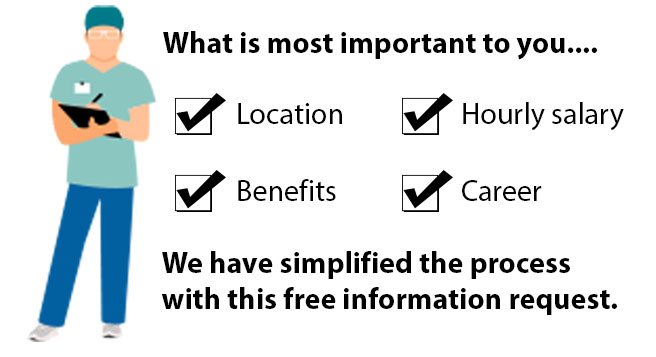 What is most important to you....
Location
Hourly salary
Benefits
Career
We have simplified the process
with this free information request.